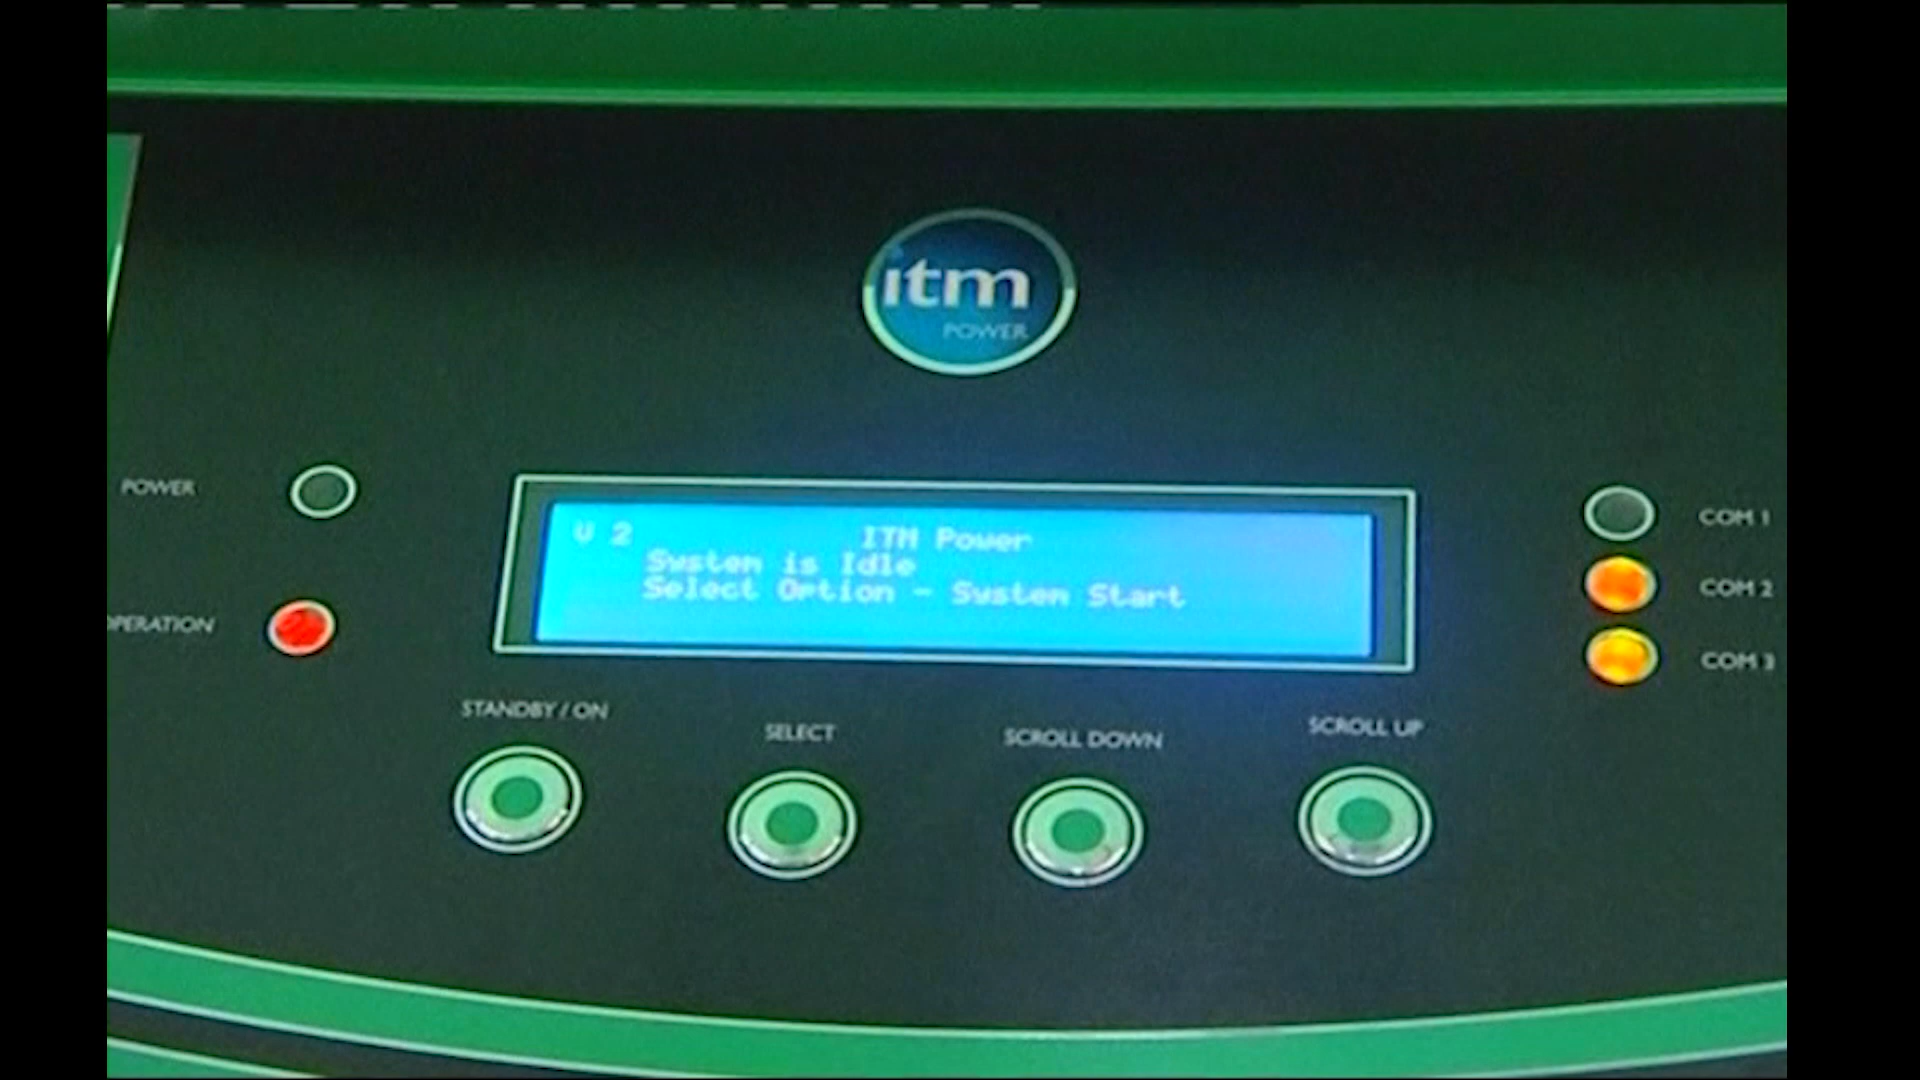 itm
POWER
POWER
OPERATION
V 2 ITM Power
System is Idle
Select Option - System Start
COM 1
COM 2
COM 3
STANDBY / ON
SELECT
SCROLL DOWN
SCROLL UP